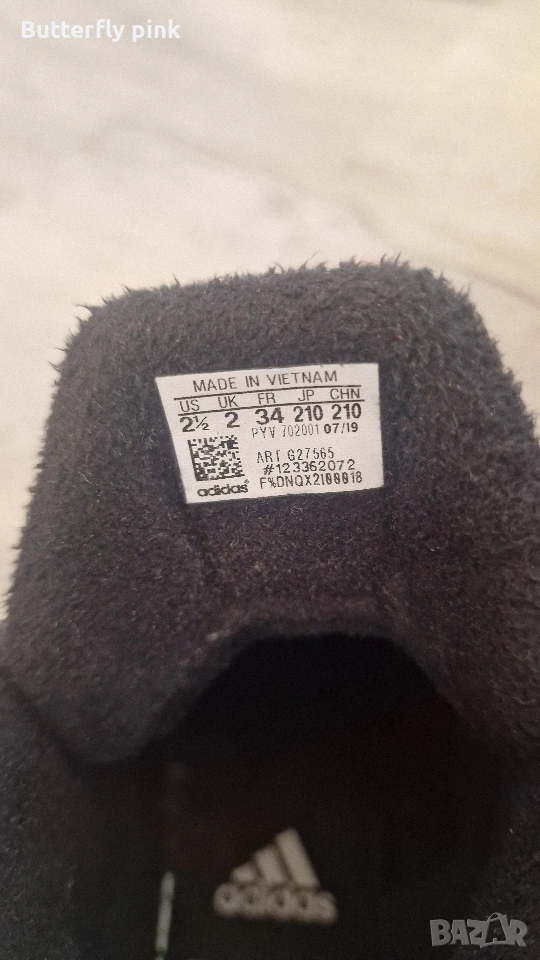 Butterfly pink
MADE IN VIETNAM
US UK FR JP CHN
2½ 2 34 210 210
PYV 702001 07/19
ART G27565
#123362072
adidas® F%DNQX2I00018
adidas
BAZAR